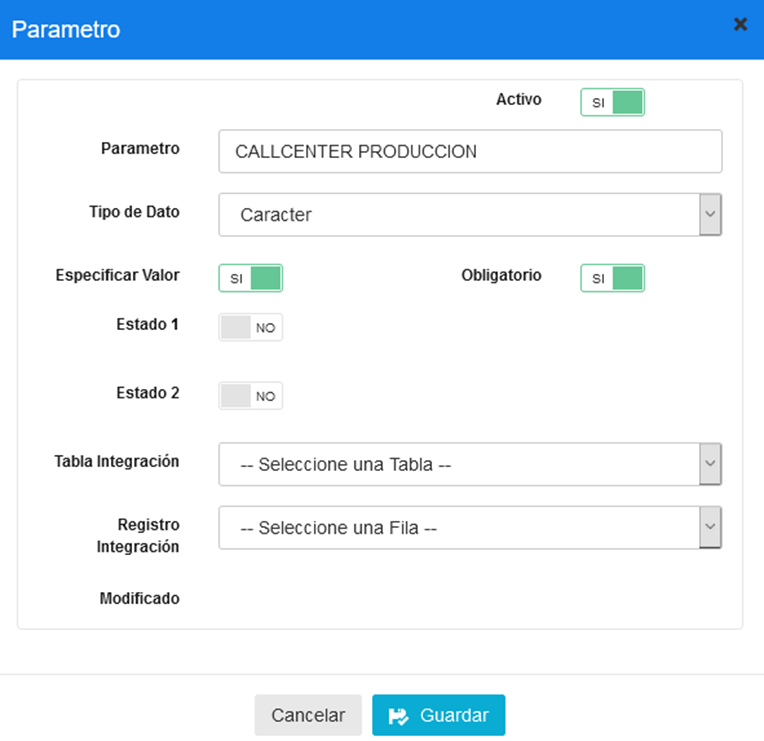 Parametro
Activo SI
Parametro CALLCENTER PRODUCCION
Tipo de Dato Caracter
Especificar Valor SI Obligatorio SI
Estado 1 NO
Estado 2 NO
Tabla Integración -- Seleccione una Tabla --
Registro
Integración -- Seleccione una Fila --
Modificado
Cancelar Guardar